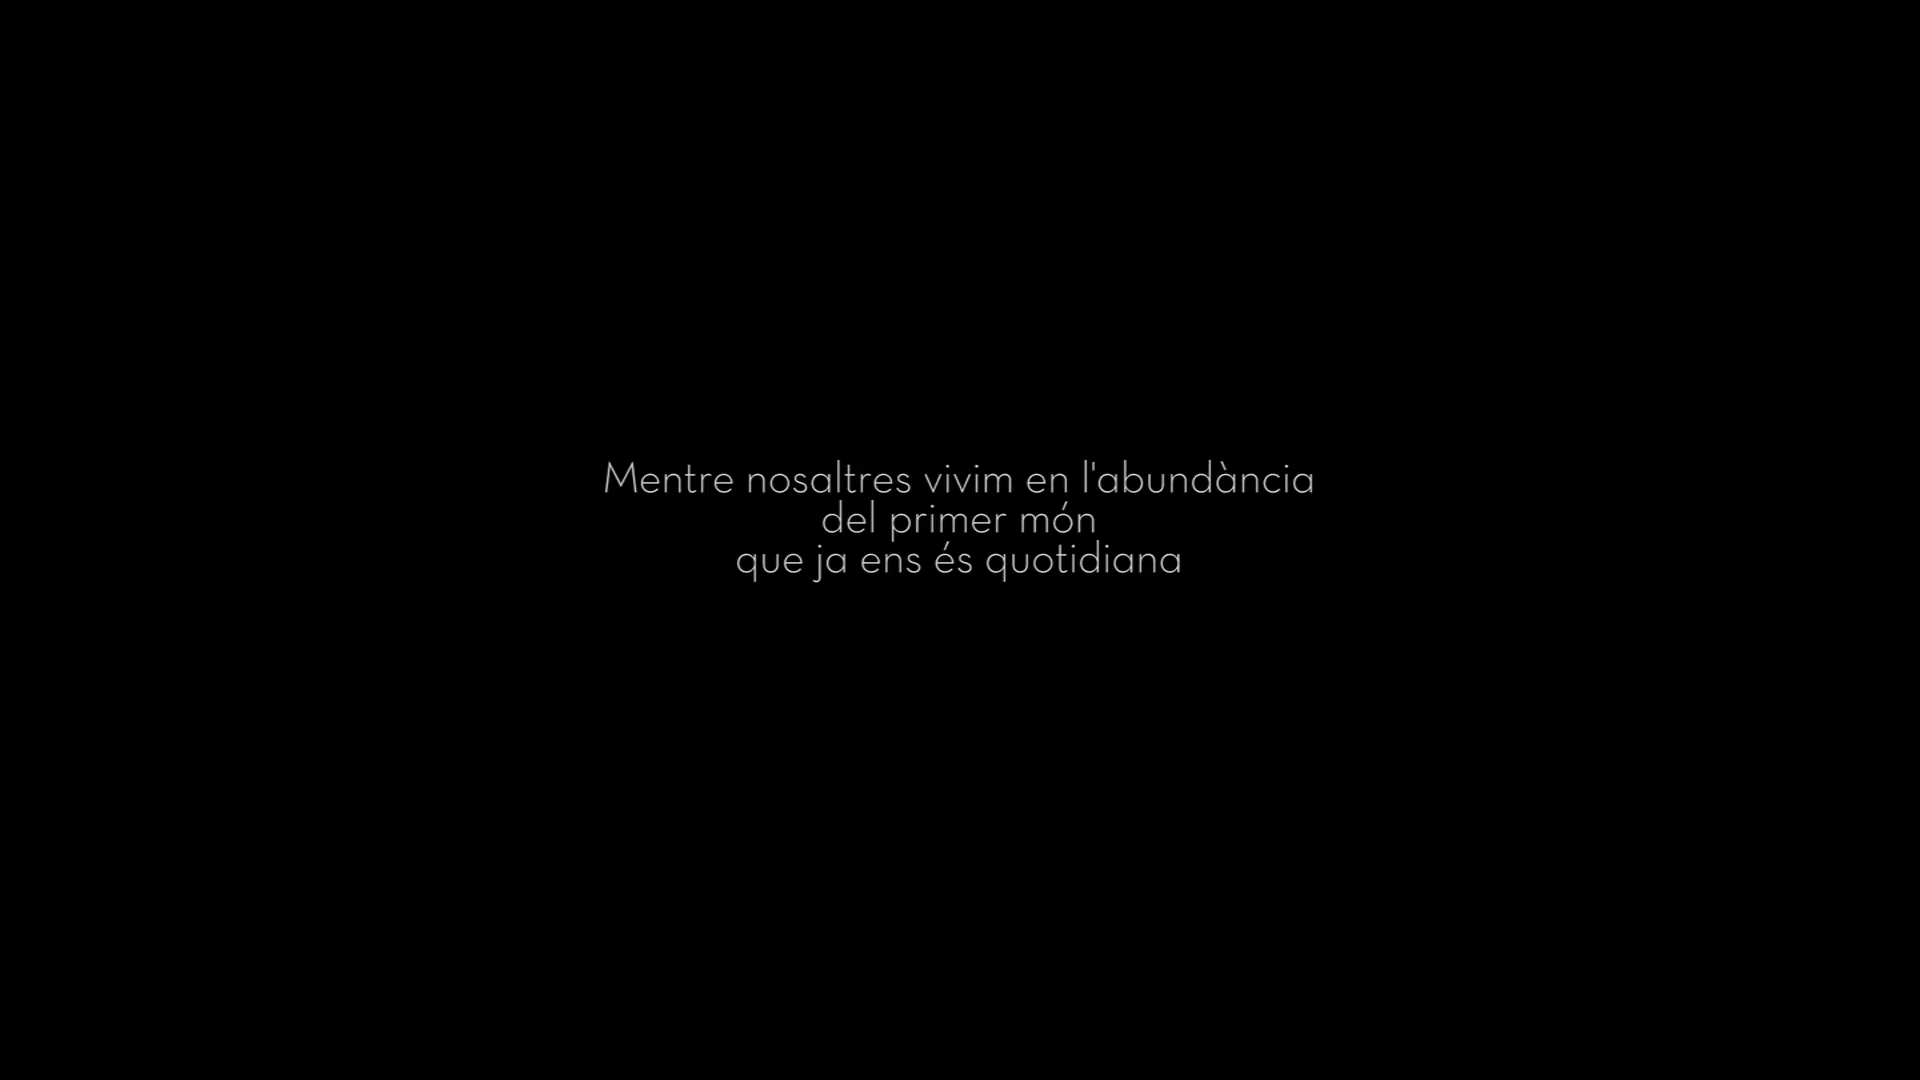 Mentre nosaltres vivim en l'abundància
del primer món
que ja ens és quotidiana